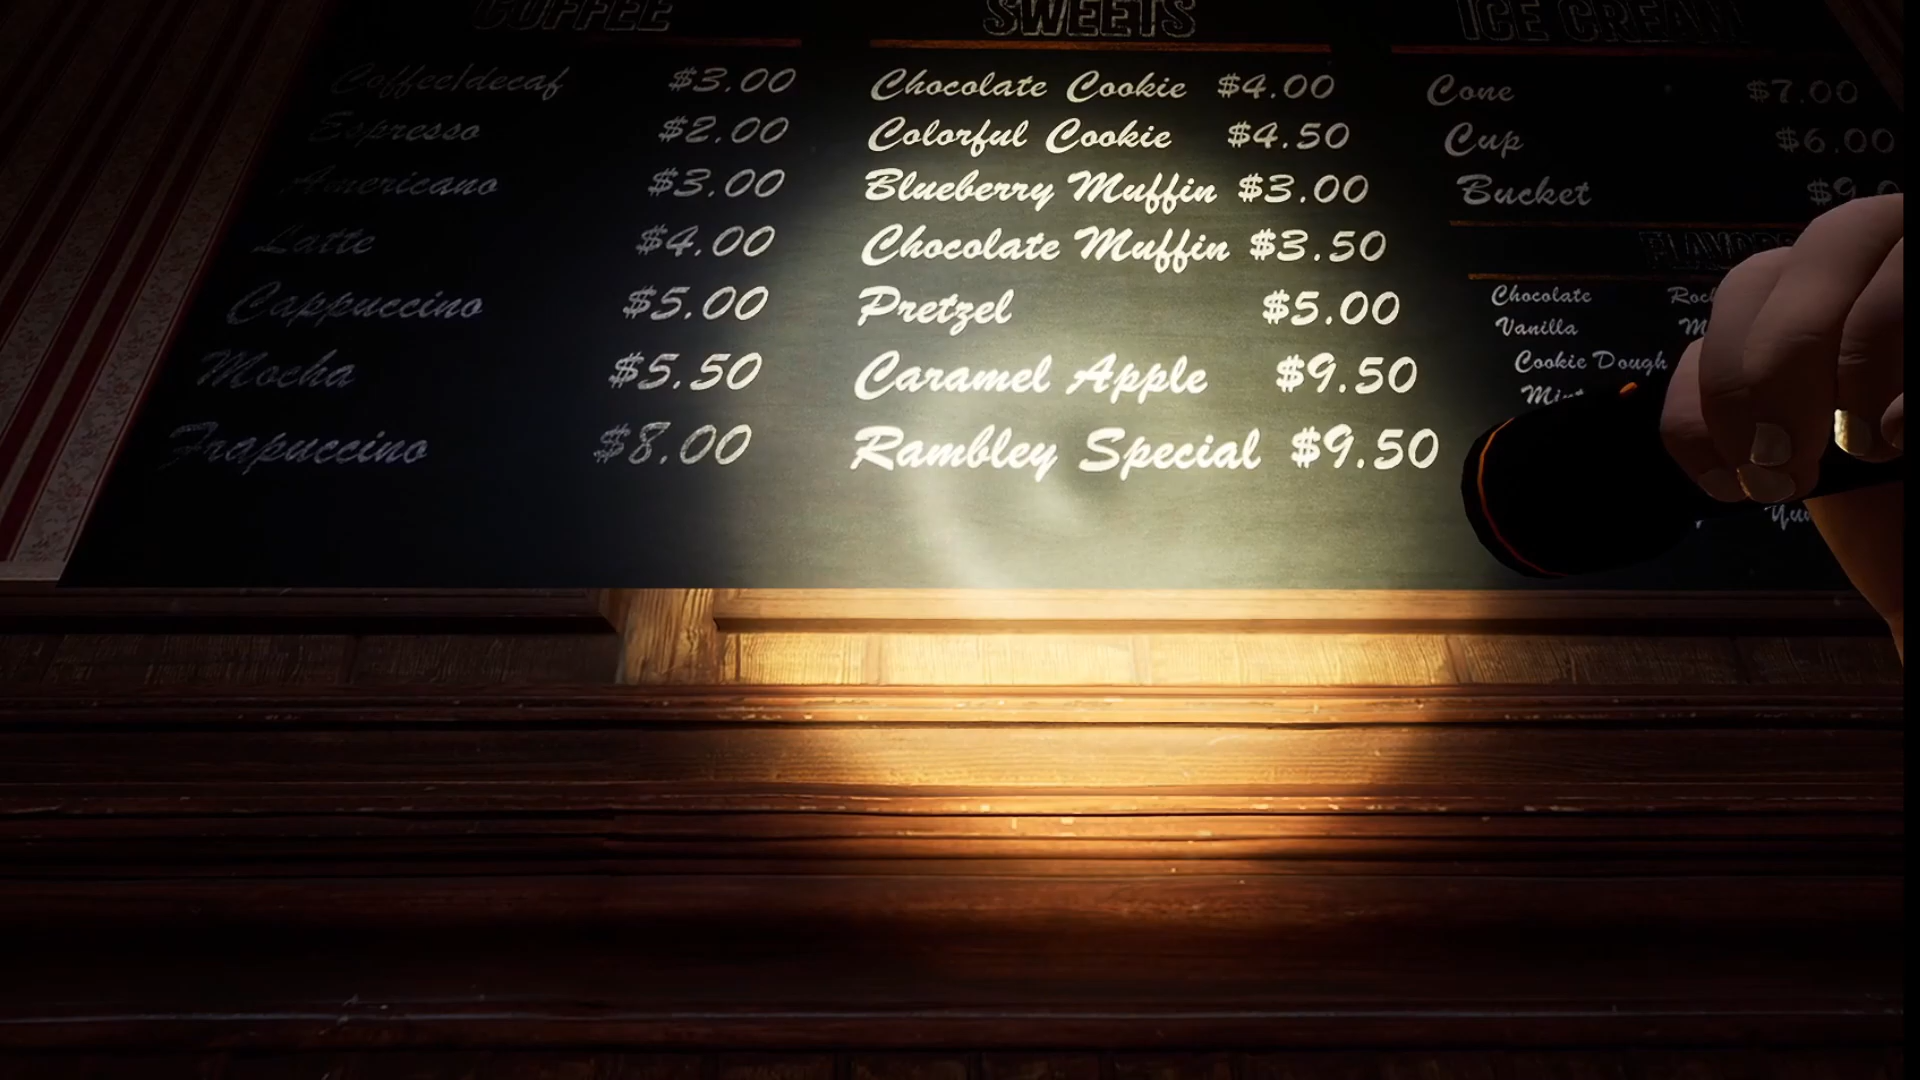 COFFEE
Coffee/decaf $3.00
Espresso $2.00
Americano $3.00
Latte $4.00
Cappuccino $5.00
Mocha $5.50
Frapuccino $8.00
SWEETS
Chocolate Cookie $4.00
Colorful Cookie $4.50
Blueberry Muffin $3.00
Chocolate Muffin $3.50
Pretzel $5.00
Caramel Apple $9.50
Rambley Special $9.50
ICE CREAM
Cone $7.00
Cup $6.00
Bucket
Chocolate
Vanilla
Cookie Dough